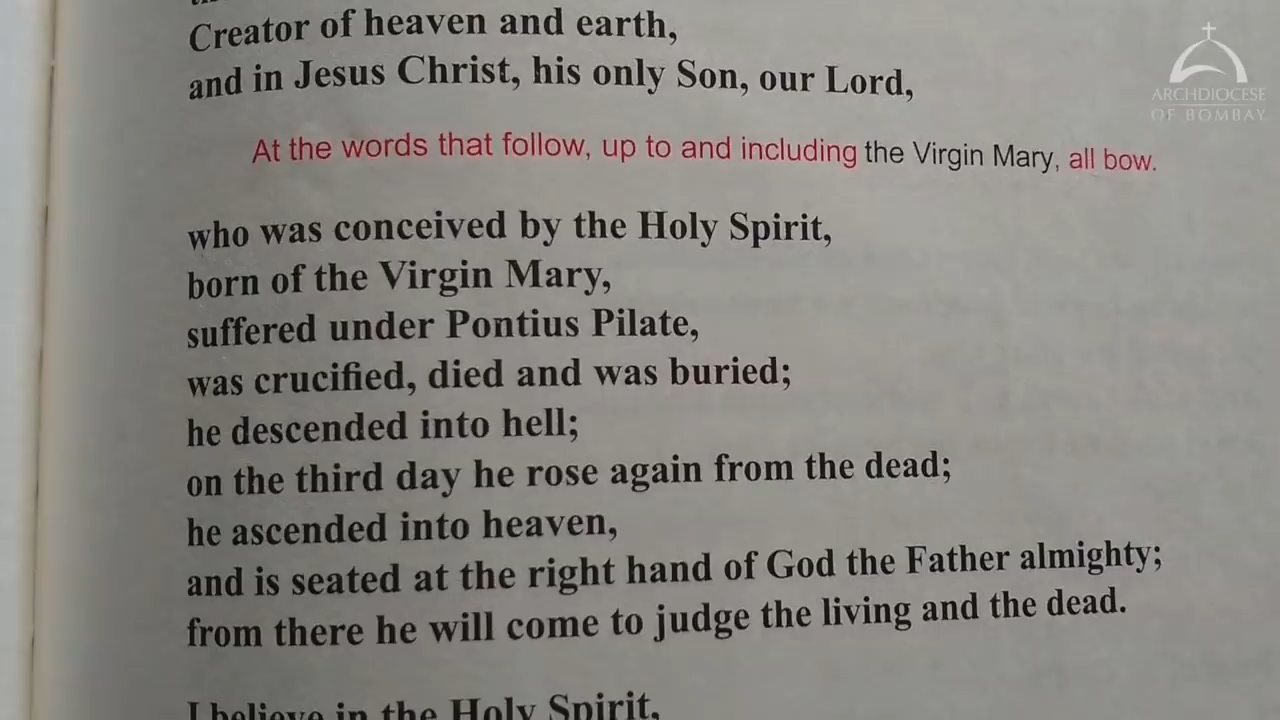 Creator of heaven and earth,
and in Jesus Christ, his only Son, our Lord,
ARCHDIOCESE
OF BOMBAY
At the words that follow, up to and including the Virgin Mary, all bow.
who was conceived by the Holy Spirit,
born of the Virgin Mary,
suffered under Pontius Pilate,
was crucified, died and was buried;
he descended into hell;
on the third day he rose again from the dead;
he ascended into heaven,
and is seated at the right hand of God the Father almighty;
from there he will come to judge the living and the dead.
I believe in the Holy Spirit,